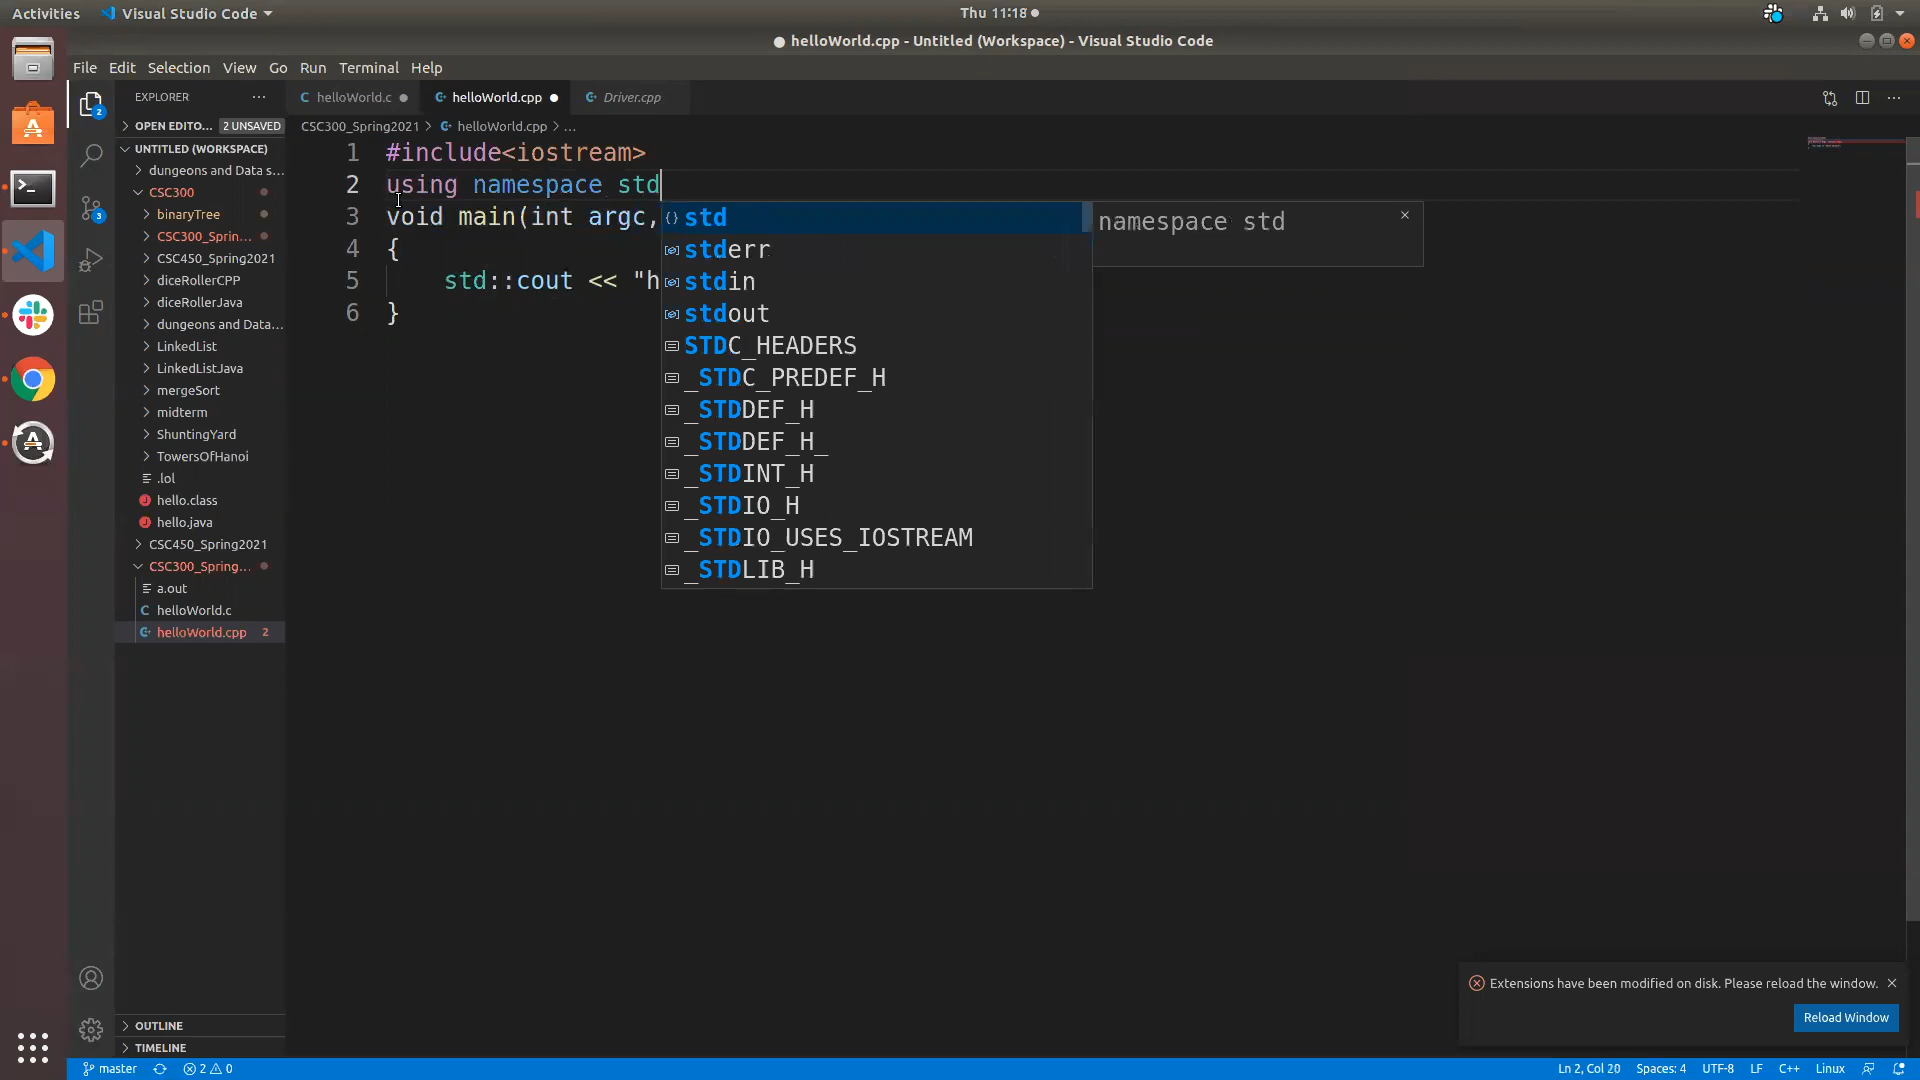 Activities Visual Studio Code Thu 11:18
helloWorld.cpp - Untitled (Workspace) - Visual Studio Code
File Edit Selection View Go Run Terminal Help
EXPLORER ···
helloWorld.c helloWorld.cpp Driver.cpp
OPEN EDITO... 2 UNSAVED
CSC300_Spring2021 > helloWorld.cpp > ...
UNTITLED (WORKSPACE)
dungeons and Data s...
CSC300
binaryTree
CSC300_Sprin...
CSC450_Spring2021
diceRollerCPP
diceRollerJava
dungeons and Data...
LinkedList
LinkedListJava
mergeSort
midterm
ShuntingYard
TowersOfHanoi
.lol
hello.class
hello.java
CSC450_Spring2021
CSC300_Spring...
a.out
helloWorld.c
helloWorld.cpp 2
OUTLINE
TIMELINE
2
3
1 #include<iostream>
2 using namespace std
3 void main(int argc,
4 {
5 std::cout << "h
6 }
std
stderr
stdin
stdout
STDC_HEADERS
_STDC_PREDEF_H
_STDDEF_H
_STDDEF_H_
_STDINT_H
_STDIO_H
_STDIO_USES_IOSTREAM
_STDLIB_H
namespace std
Extensions have been modified on disk. Please reload the window.
Reload Window
master 2 0 Ln 2, Col 20 Spaces: 4 UTF-8 LF C++ Linux